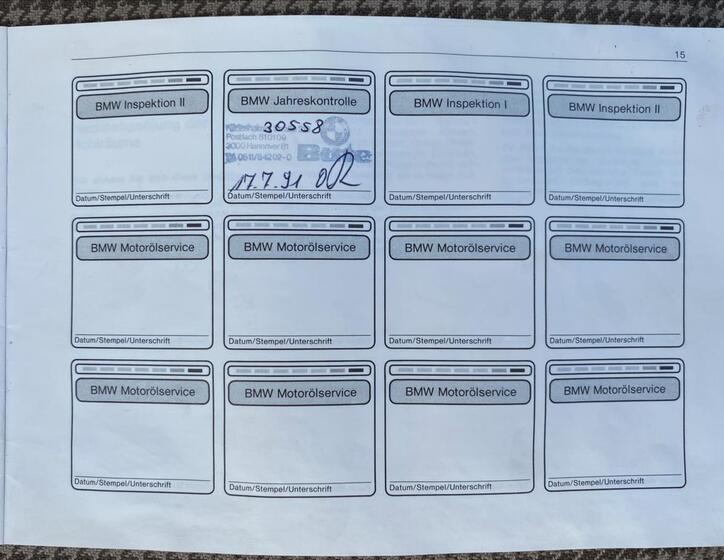 15
BMW Inspektion II
BMW Jahreskontrolle
BMW Inspektion I
BMW Inspektion II
30558
Postfach 810109
3000 Hannover 81
0511/84202-0
17.7.91
Datum/Stempel/Unterschrift
Datum/Stempel/Unterschrift
Datum/Stempel/Unterschrift
Datum/Stempel/Unterschrift
BMW Motorölservice
BMW Motorölservice
BMW Motorölservice
BMW Motorölservice
Datum/Stempel/Unterschrift
Datum/Stempel/Unterschrift
Datum/Stempel/Unterschrift
Datum/Stempel/Unterschrift
BMW Motorölservice
BMW Motorölservice
BMW Motorölservice
BMW Motorölservice
Datum/Stempel/Unterschrift
Datum/Stempel/Unterschrift
Datum/Stempel/Unterschrift
Datum/Stempel/Unterschrift